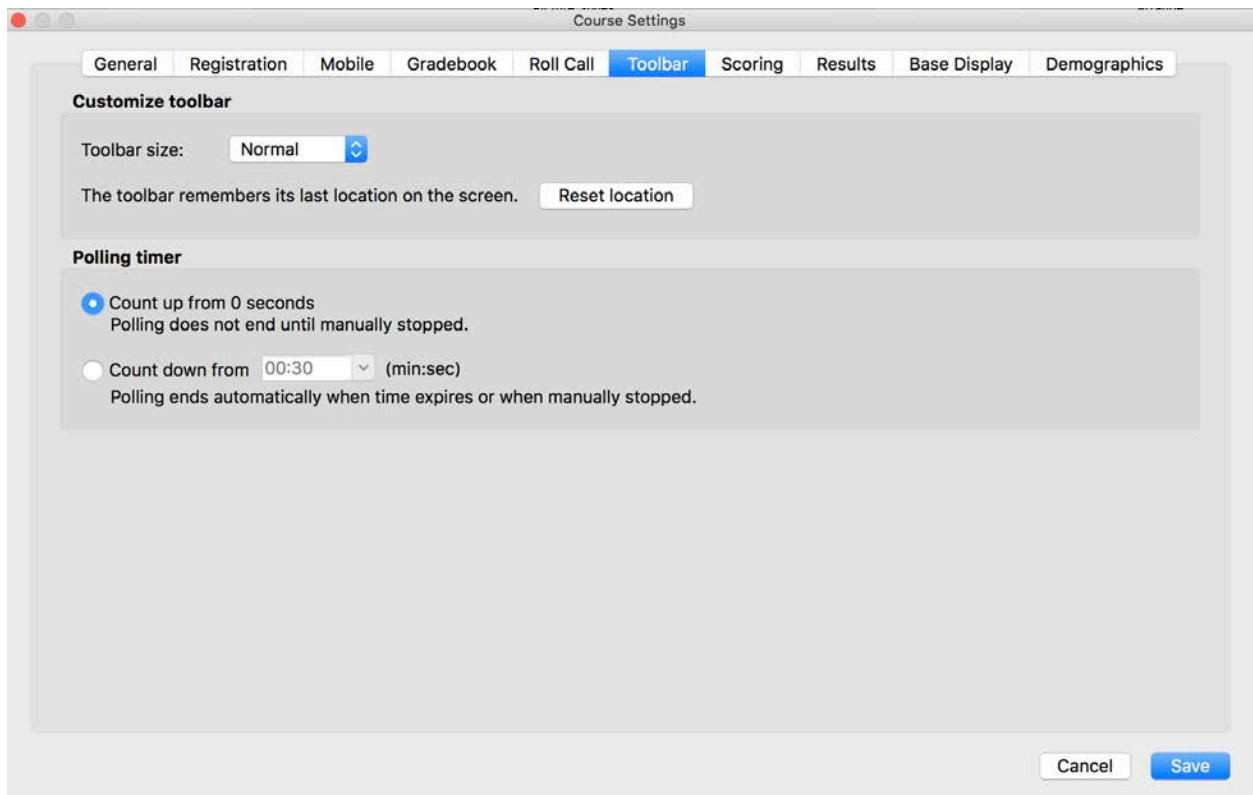 Course Settings
General Registration Mobile Gradebook Roll Call Toolbar Scoring Results Base Display Demographics
Customize toolbar
Toolbar size: Normal
The toolbar remembers its last location on the screen. Reset location
Polling timer
Count up from 0 seconds
Polling does not end until manually stopped.
Count down from 00:30 (min:sec)
Polling ends automatically when time expires or when manually stopped.
Cancel Save